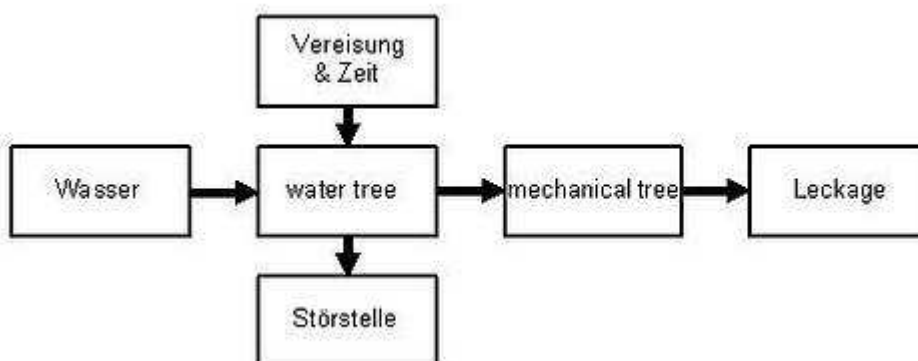 Vereisung
& Zeit
Wasser
water tree
mechanical tree
Leckage
Störstelle